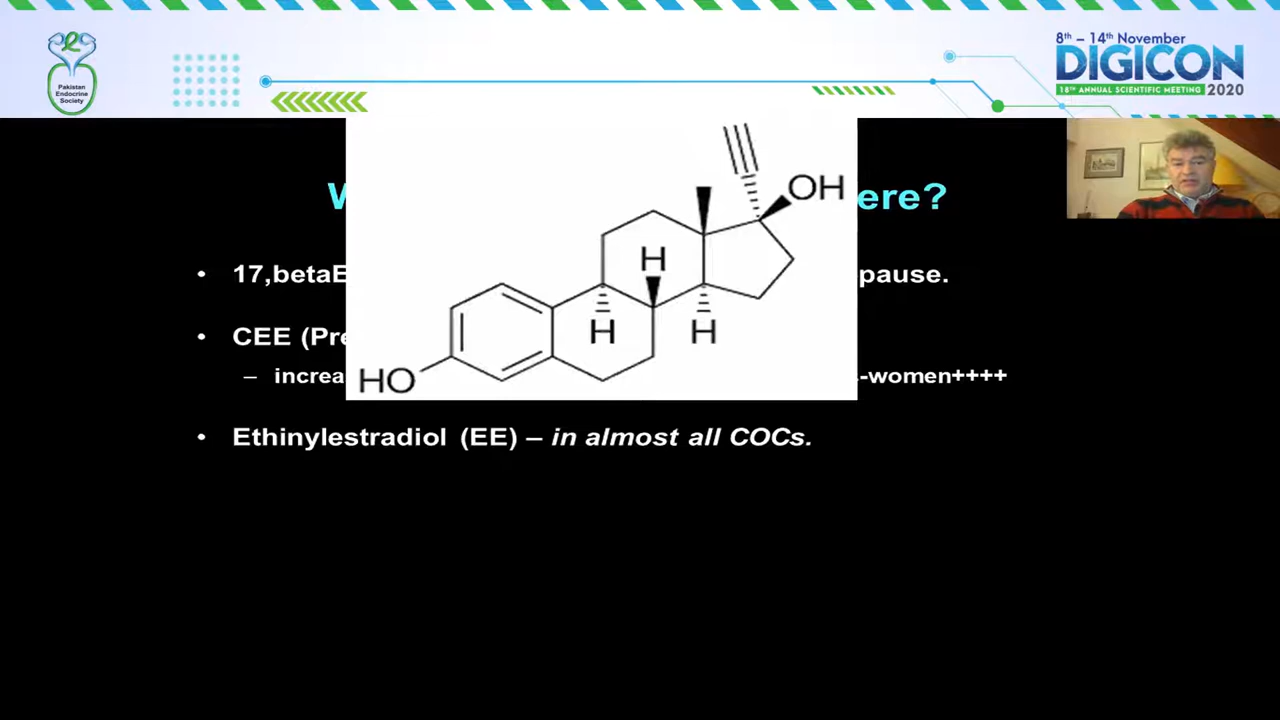 Pakistan
Endocrine
Society
8th – 14th November
DIGICON
18TH ANNUAL SCIENTIFIC MEETING 2020
ere?
• 17,betaE
pause.
• CEE (Pre
– increa
-women++++
• Ethinylestradiol (EE) – in almost all COCs.
OH
H
H
H
HO